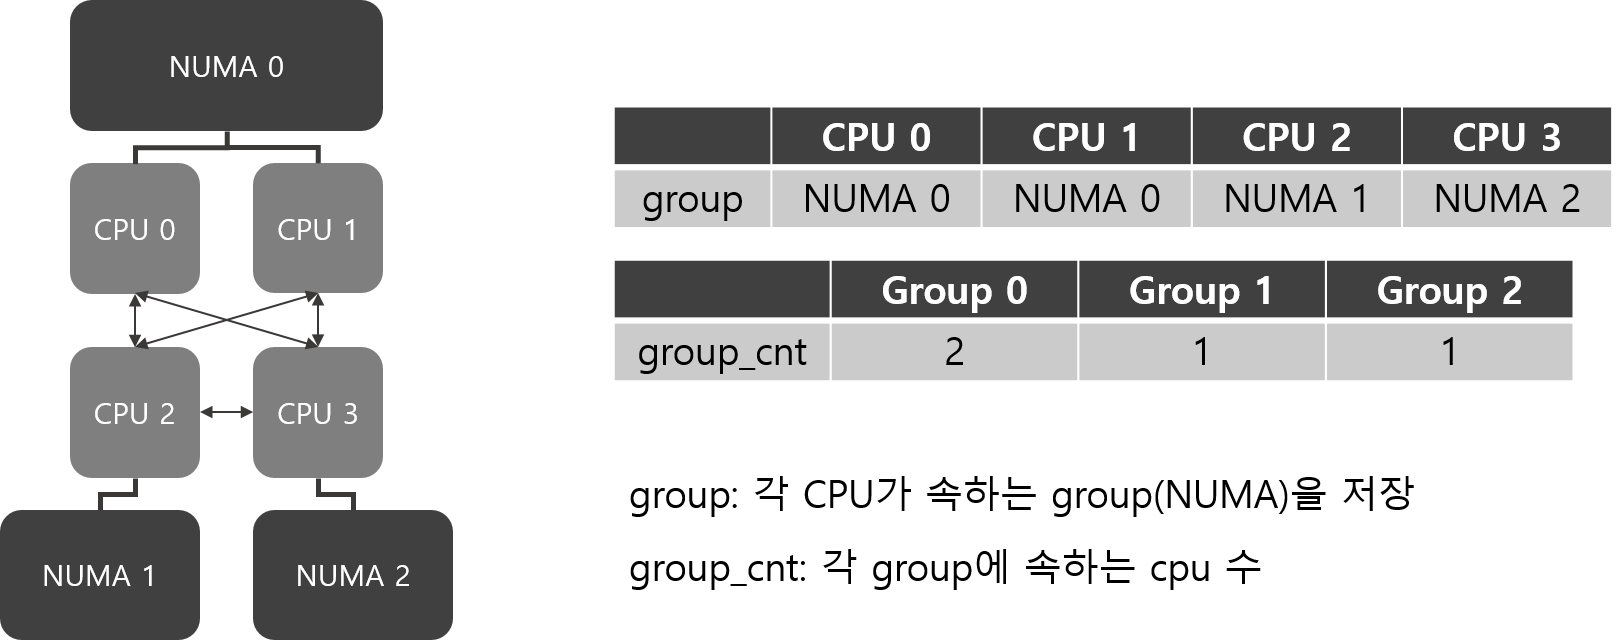 NUMA 0
CPU 0 CPU 1
CPU 2 CPU 3
NUMA 1 NUMA 2
CPU 0 CPU 1 CPU 2 CPU 3
group NUMA 0 NUMA 0 NUMA 1 NUMA 2
Group 0 Group 1 Group 2
group_cnt 2 1 1
group: 각 CPU가 속하는 group(NUMA)을 저장
group_cnt: 각 group에 속하는 cpu 수